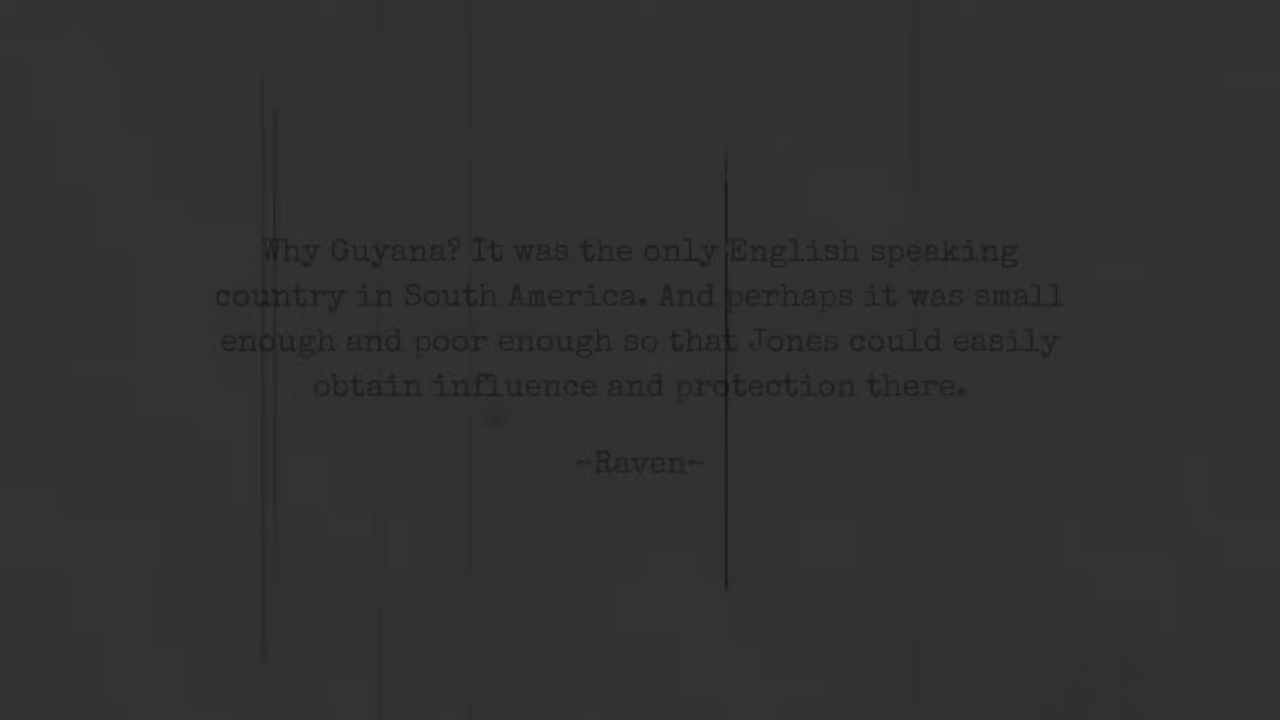 Why Guyana? It was the only English speaking
country in South America. And perhaps it was small
enough and poor enough so that Jones could easily
obtain influence and protection there.
~Raven~